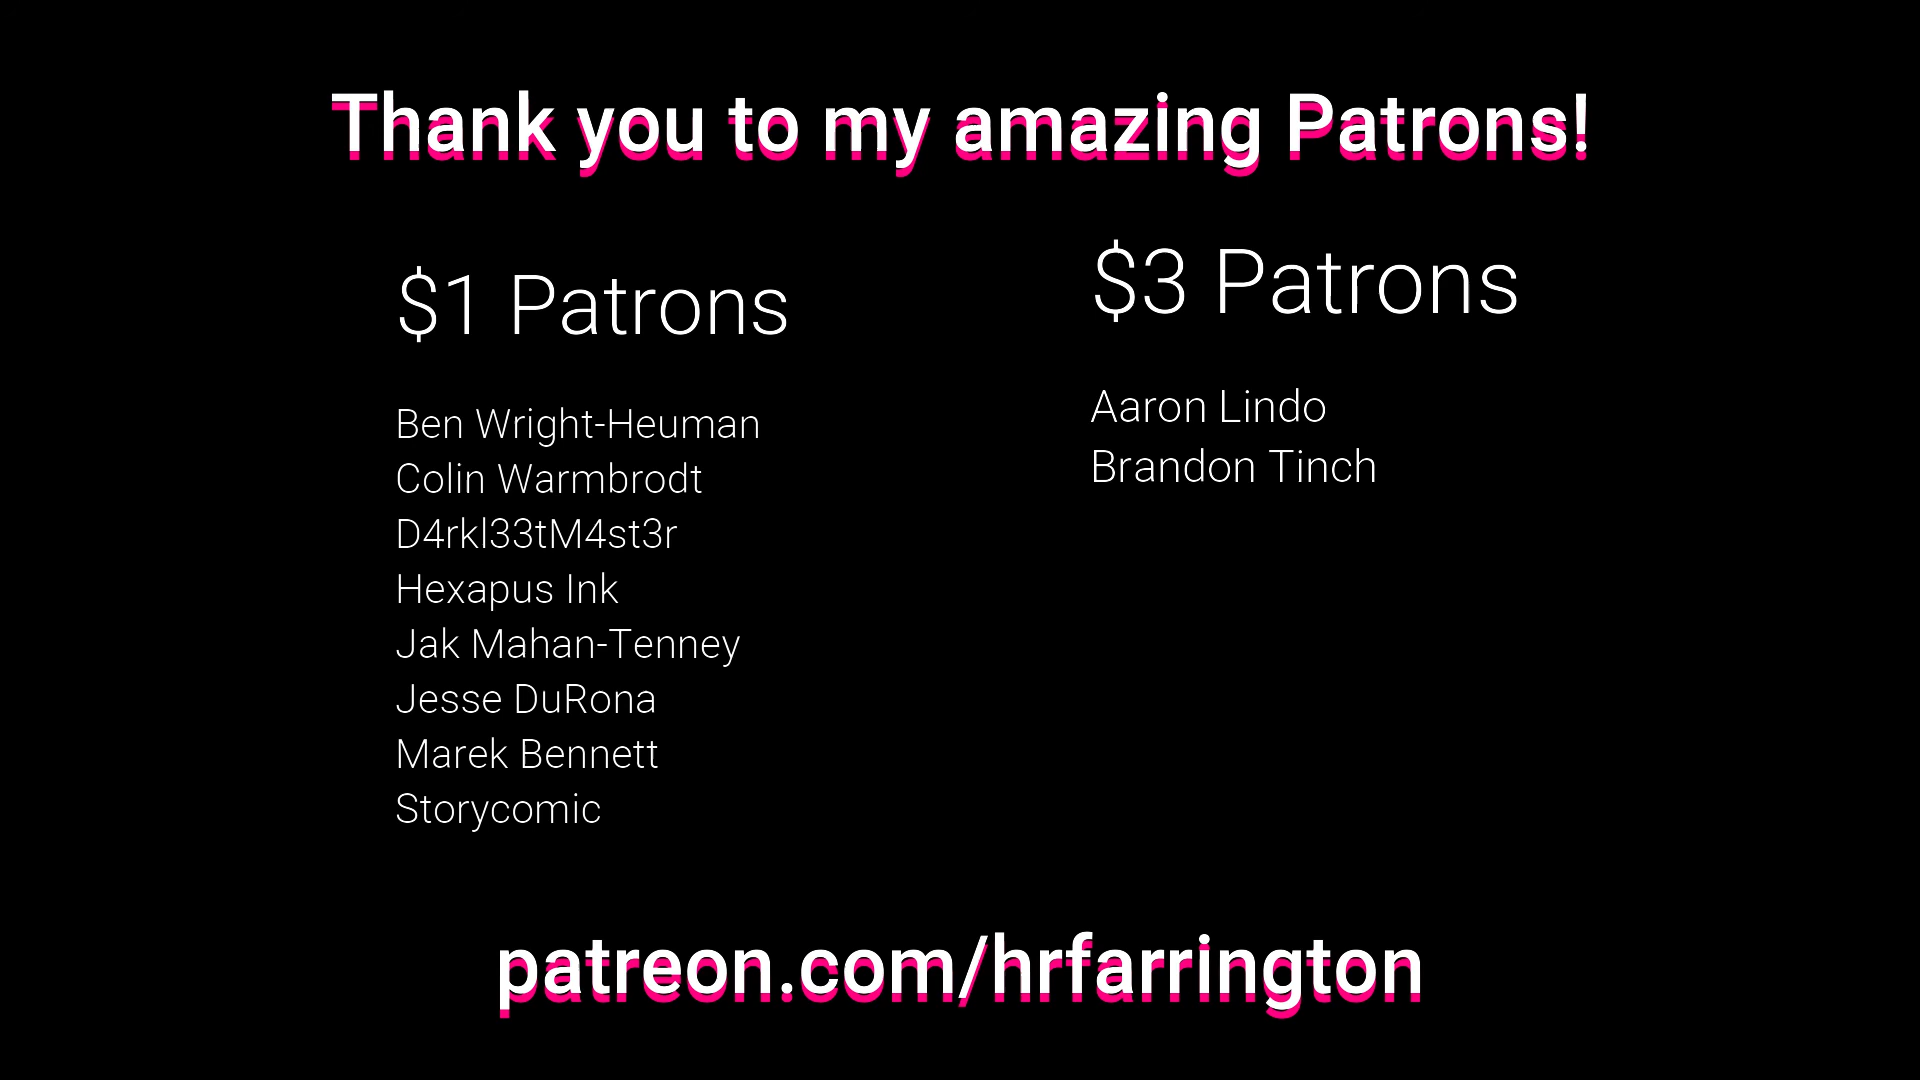 Thank you to my amazing Patrons!
$1 Patrons
Ben Wright-Heuman
Colin Warmbrodt
D4rkl33tM4st3r
Hexapus Ink
Jak Mahan-Tenney
Jesse DuRona
Marek Bennett
Storycomic
$3 Patrons
Aaron Lindo
Brandon Tinch
patreon.com/hrfarrington